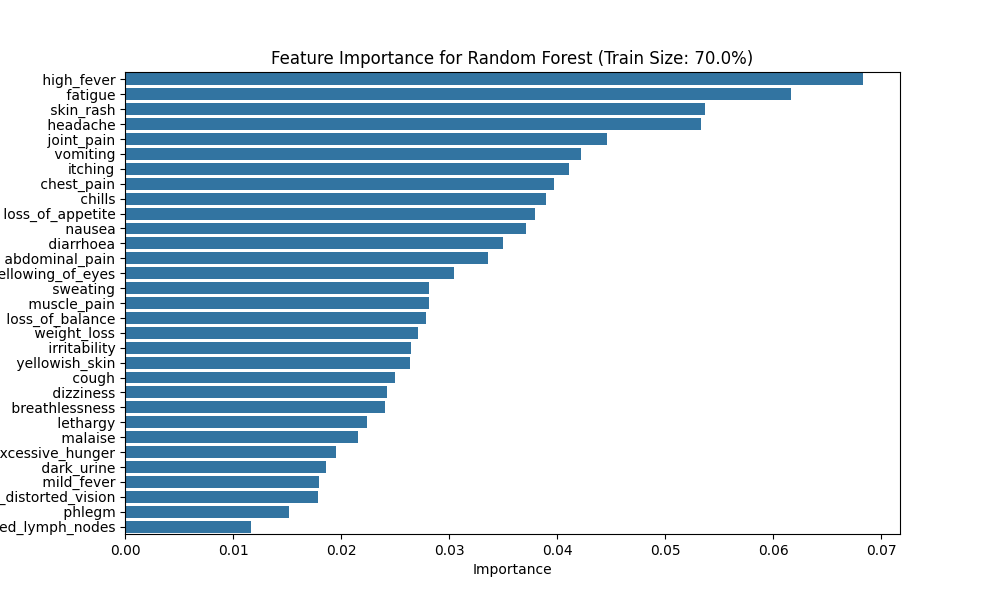 Feature Importance for Random Forest (Train Size: 70.0%)
high_fever
fatigue
skin_rash
headache
joint_pain
vomiting
itching
chest_pain
chills
loss_of_appetite
nausea
diarrhoea
abdominal_pain
ellowing_of_eyes
sweating
muscle_pain
loss_of_balance
weight_loss
irritability
yellowish_skin
cough
dizziness
breathlessness
lethargy
malaise
xcessive_hunger
dark_urine
mild_fever
_distorted_vision
phlegm
ed_lymph_nodes
0.00 0.01 0.02 0.03 0.04 0.05 0.06 0.07
Importance